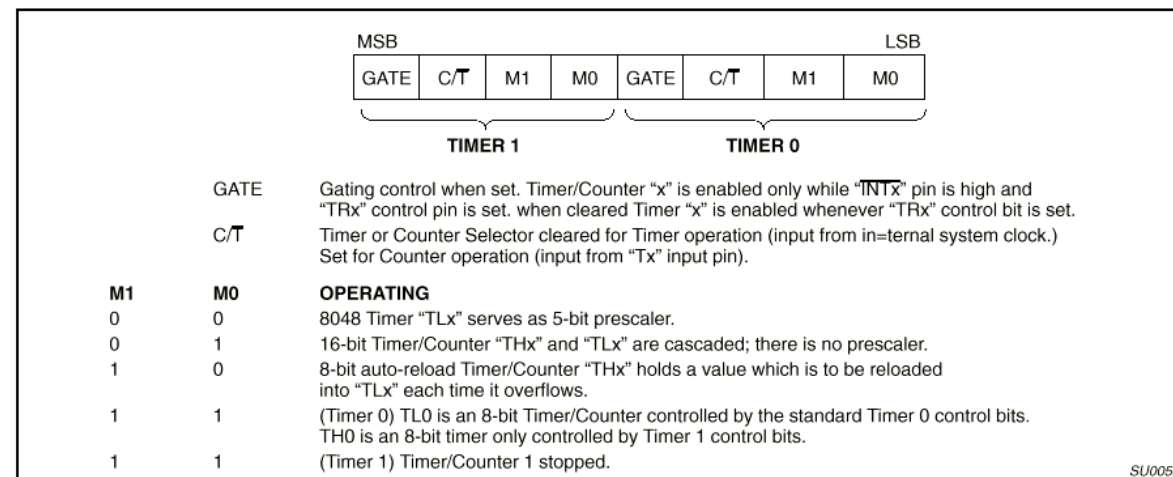 MSB LSB
GATE C/T̅ M1 M0 GATE C/T̅ M1 M0
TIMER 1 TIMER 0
GATE Gating control when set. Timer/Counter “x” is enabled only while “I̅N̅T̅x̅” pin is high and
“TRx” control pin is set. when cleared Timer “x” is enabled whenever “TRx” control bit is set.
C/T̅ Timer or Counter Selector cleared for Timer operation (input from in=ternal system clock.)
Set for Counter operation (input from “Tx” input pin).
M1 M0 OPERATING
0 0 8048 Timer “TLx” serves as 5-bit prescaler.
0 1 16-bit Timer/Counter “THx” and “TLx” are cascaded; there is no prescaler.
1 0 8-bit auto-reload Timer/Counter “THx” holds a value which is to be reloaded
into “TLx” each time it overflows.
1 1 (Timer 0) TL0 is an 8-bit Timer/Counter controlled by the standard Timer 0 control bits.
TH0 is an 8-bit timer only controlled by Timer 1 control bits.
1 1 (Timer 1) Timer/Counter 1 stopped.
SU005